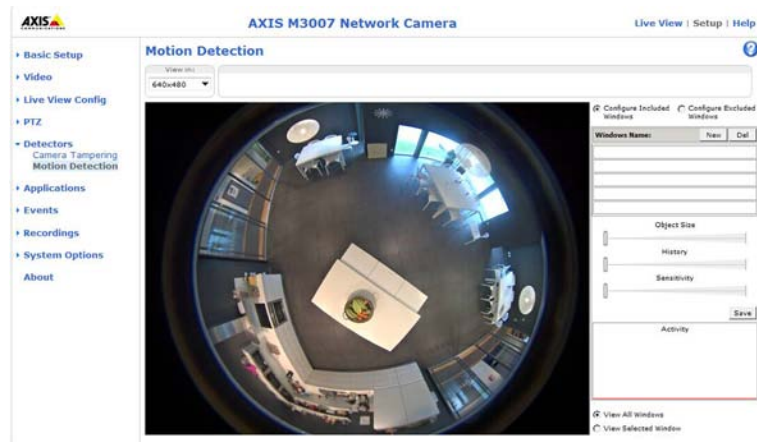 AXIS
COMMUNICATIONS
AXIS M3007 Network Camera
Live View | Setup | Help
Basic Setup
Video
Live View Config
PTZ
Detectors
Camera Tampering
Motion Detection
Applications
Events
Recordings
System Options
About
Motion Detection
?
View in:
640x480
Configure Included Windows
Configure Excluded Windows
Windows Name:
New
Del
Object Size
History
Sensitivity
Save
Activity
View All Windows
View Selected Window